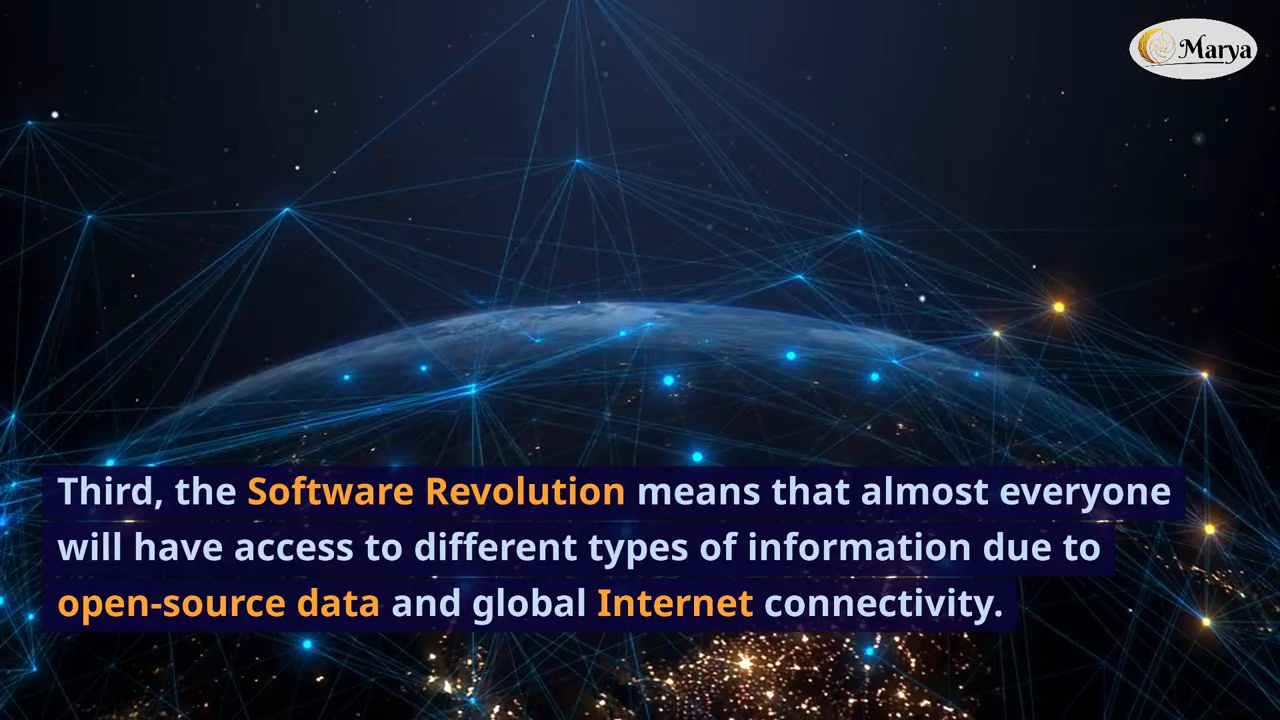 Marya
Third, the Software Revolution means that almost everyone
will have access to different types of information due to
open-source data and global Internet connectivity.